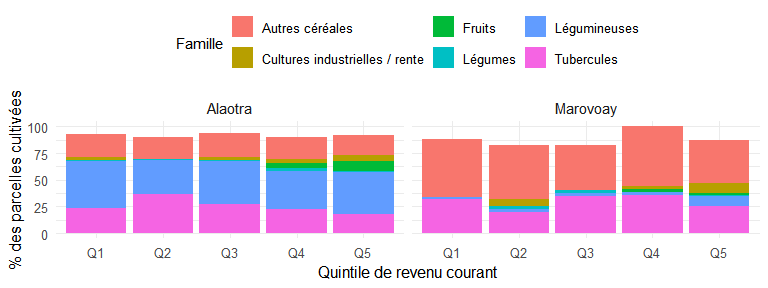 Famille
Autres céréales
Fruits
Légumineuses
Cultures industrielles / rente
Légumes
Tubercules
% des parcelles cultivées
Alaotra
Marovoay
100
75
50
25
0
Q1 Q2 Q3 Q4 Q5
Q1 Q2 Q3 Q4 Q5
Quintile de revenu courant